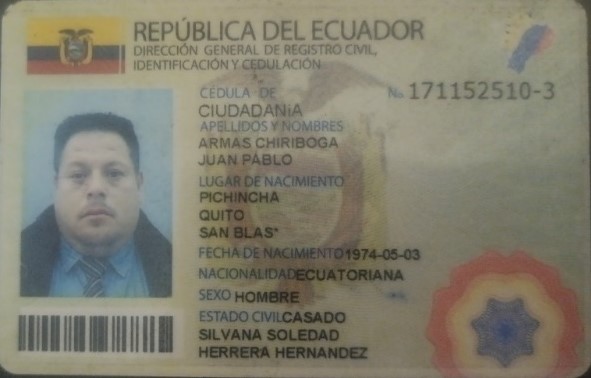 REPÚBLICA DEL ECUADOR
DIRECCIÓN GENERAL DE REGISTRO CIVIL,
IDENTIFICACIÓN Y CEDULACIÓN
CÉDULA DE No. 171152510-3
CIUDADANÍA
APELLIDOS Y NOMBRES
ARMAS CHIRIBOGA
JUAN PABLO
LUGAR DE NACIMIENTO
PICHINCHA
QUITO
SAN BLAS*
FECHA DE NACIMIENTO 1974-05-03
NACIONALIDAD ECUATORIANA
SEXO HOMBRE
ESTADO CIVIL CASADO
SILVANA SOLEDAD
HERRERA HERNANDEZ